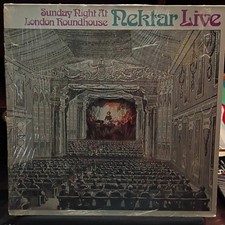 Sunday Night At
London Roundhouse
Nektar Live